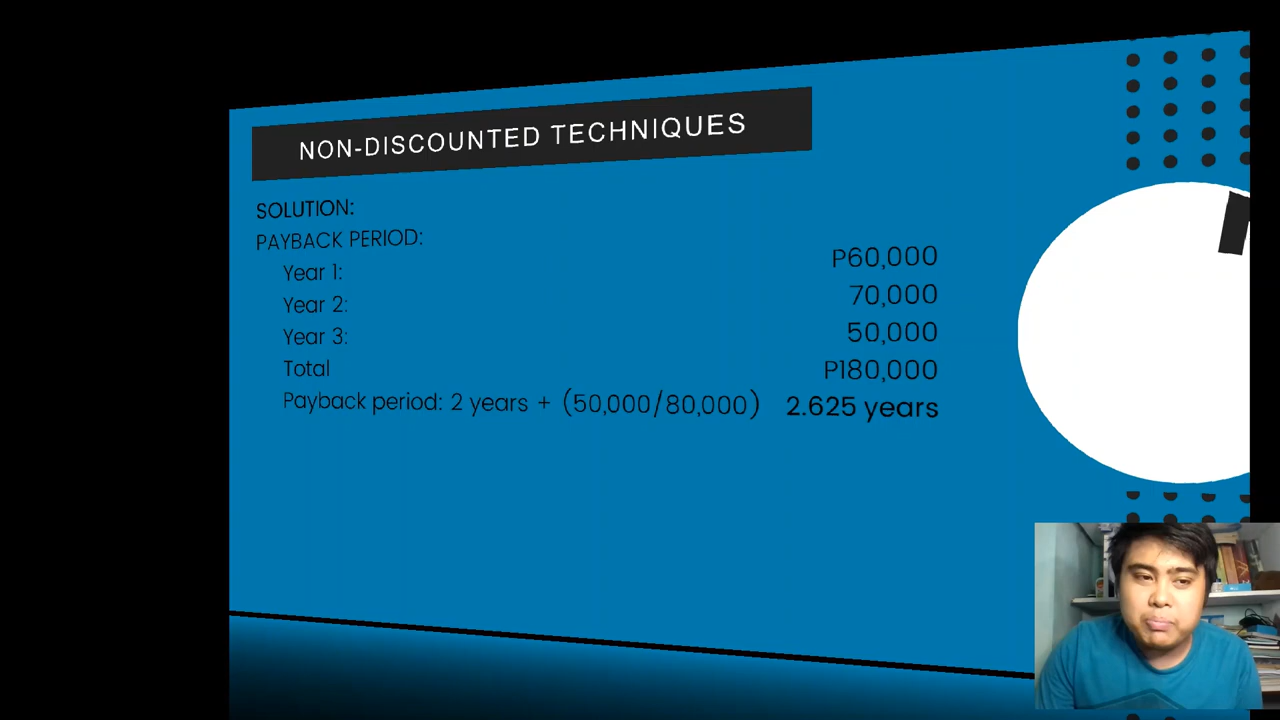 NON-DISCOUNTED TECHNIQUES
SOLUTION:
PAYBACK PERIOD:
Year 1: P60,000
Year 2: 70,000
Year 3: 50,000
Total P180,000
Payback period: 2 years + (50,000/80,000) 2.625 years